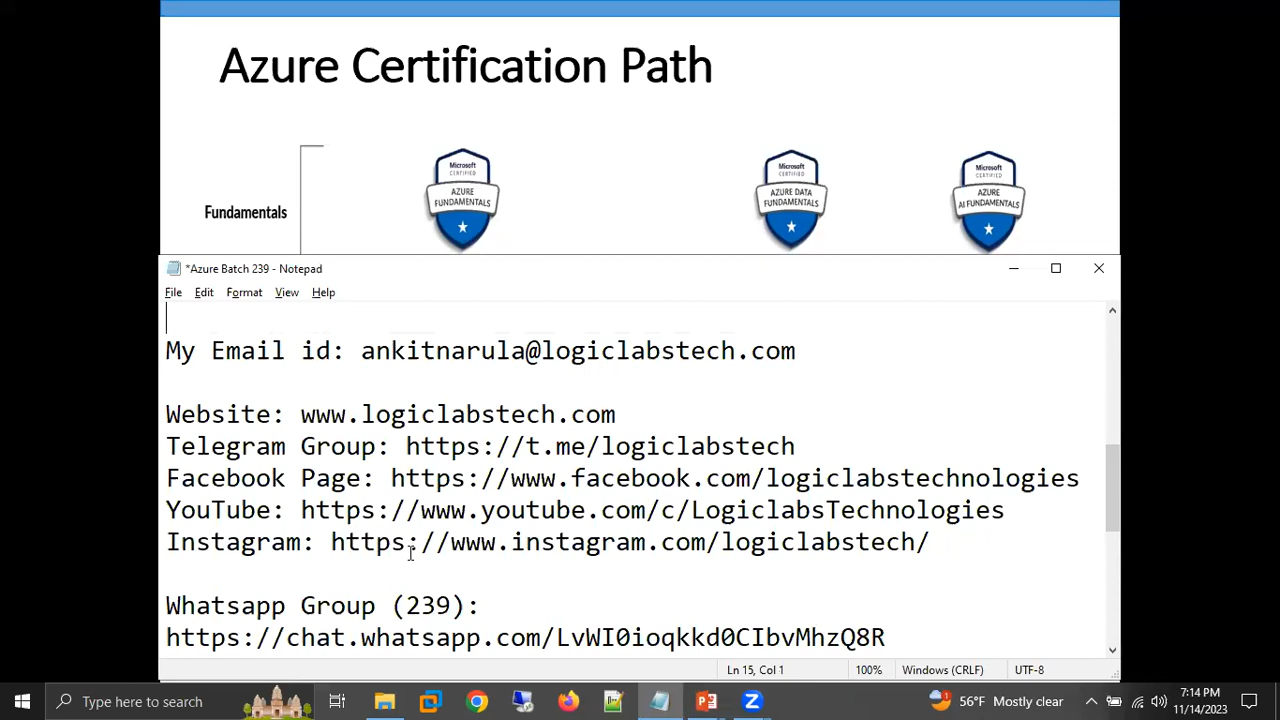 Azure Certification Path
Fundamentals
Microsoft
CERTIFIED
AZURE
FUNDAMENTALS
Microsoft
CERTIFIED
AZURE DATA
FUNDAMENTALS
Microsoft
CERTIFIED
AZURE
AI FUNDAMENTALS
*Azure Batch 239 - Notepad
File Edit Format View Help
My Email id: ankitnarula@logiclabstech.com
Website: www.logiclabstech.com
Telegram Group: https://t.me/logiclabstech
Facebook Page: https://www.facebook.com/logiclabstechnologies
YouTube: https://www.youtube.com/c/LogiclabsTechnologies
Instagram: https://www.instagram.com/logiclabstech/
Whatsapp Group (239):
https://chat.whatsapp.com/LvWI0ioqkkd0CIbvMhzQ8R
Ln 15, Col 1 100% Windows (CRLF) UTF-8
Type here to search
1 56°F Mostly clear
7:14 PM
11/14/2023